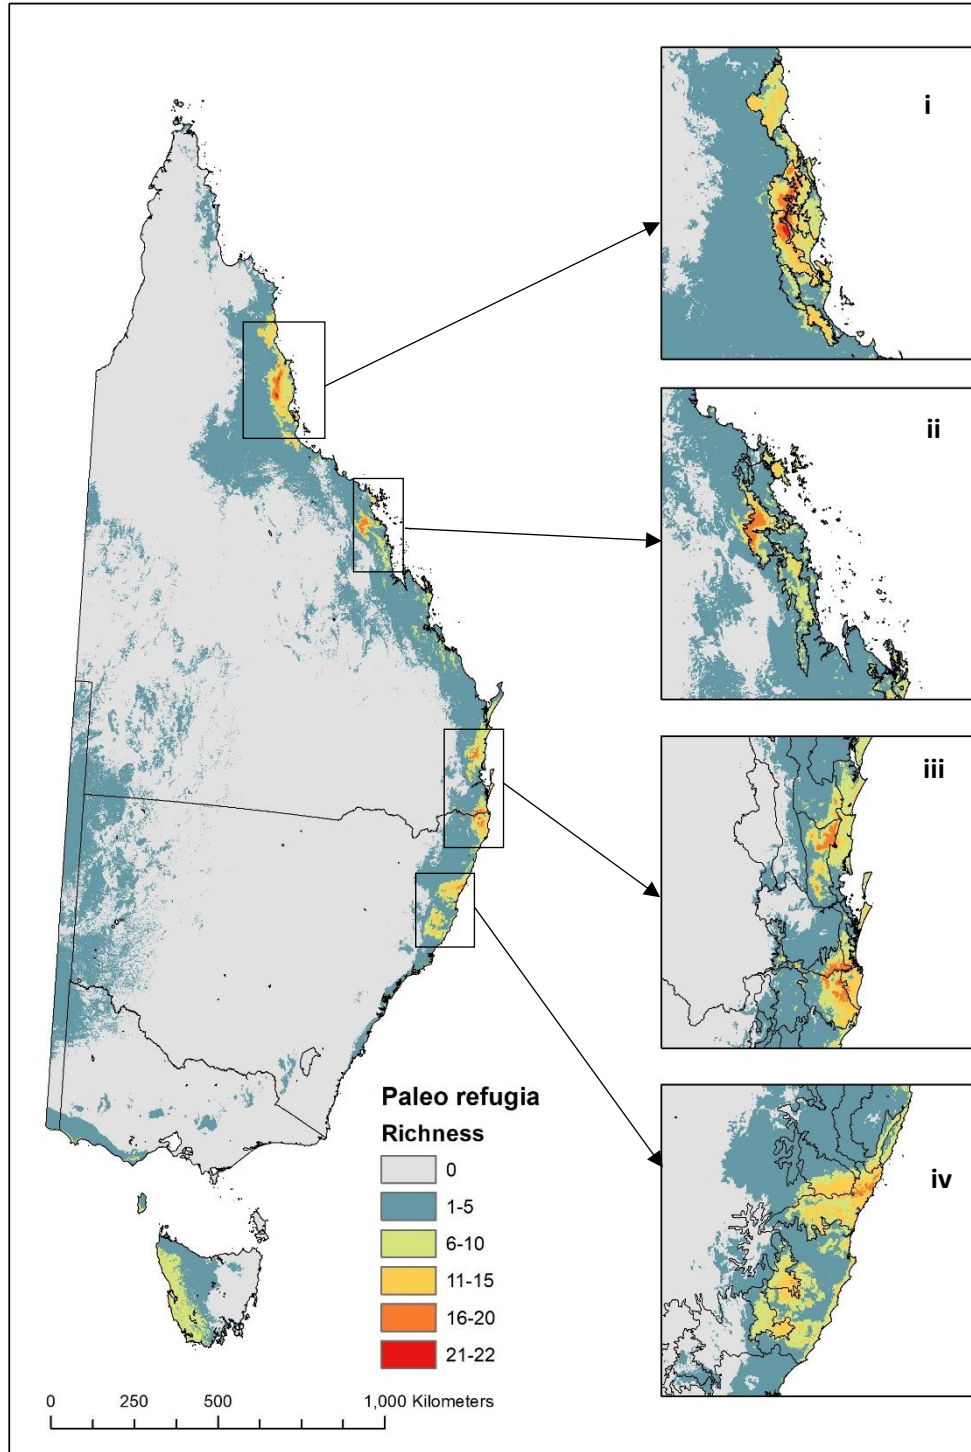 i
ii
iii
iv
Paleo refugia
Richness
0
1-5
6-10
11-15
16-20
21-22
0 250 500 1,000 Kilometers